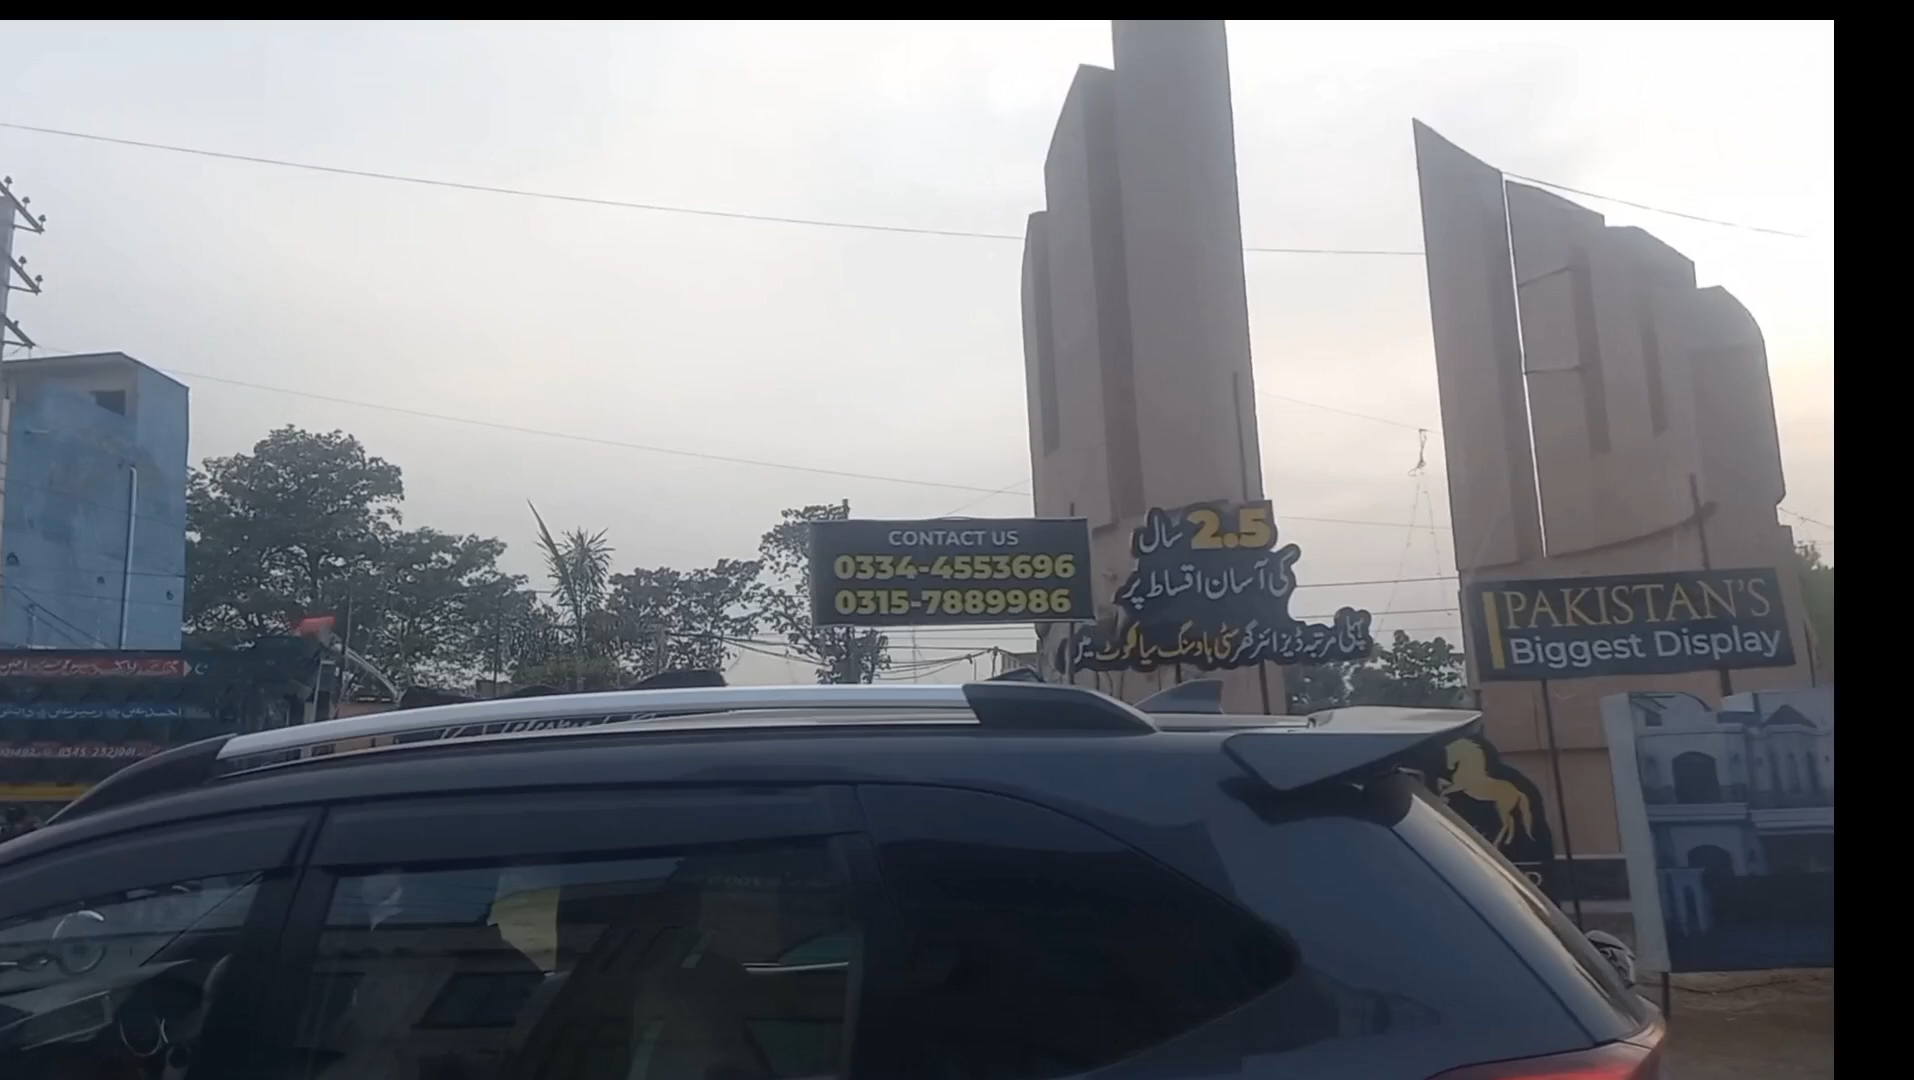 CONTACT US
0334-4553696
0315-7889986
2.5 سال
کی آسان اقساط پر
پہلی مرتبہ ڈیزائنر گھر سٹی ہاوسنگ سیالکوٹ میں
PAKISTAN'S
Biggest Display